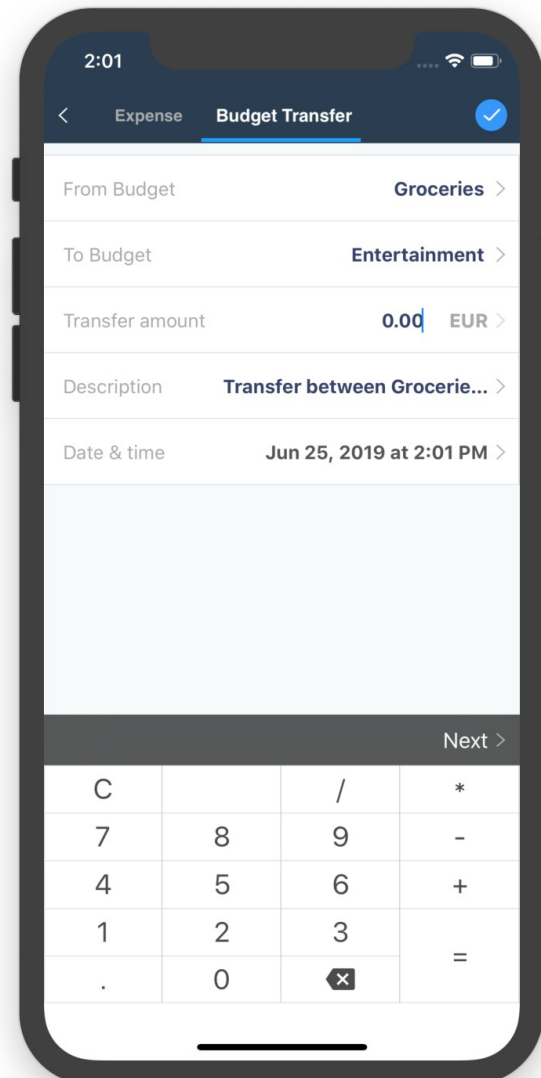 2:01
Expense Budget Transfer
From Budget Groceries >
To Budget Entertainment >
Transfer amount 0.00 EUR >
Description Transfer between Grocerie... >
Date & time Jun 25, 2019 at 2:01 PM >
Next >
C / *
7 8 9 -
4 5 6 +
1 2 3
=
. 0